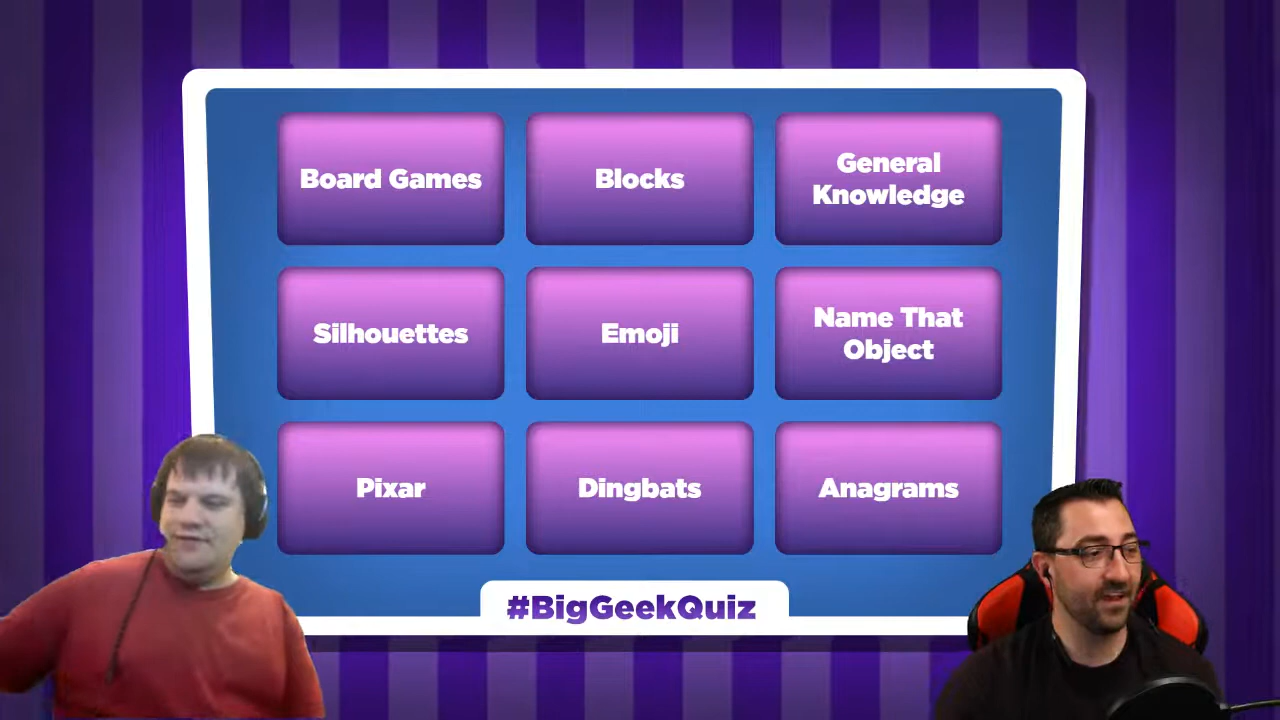 Board Games
Blocks
General
Knowledge
Silhouettes
Emoji
Name That
Object
Pixar
Dingbats
Anagrams
#BigGeekQuiz